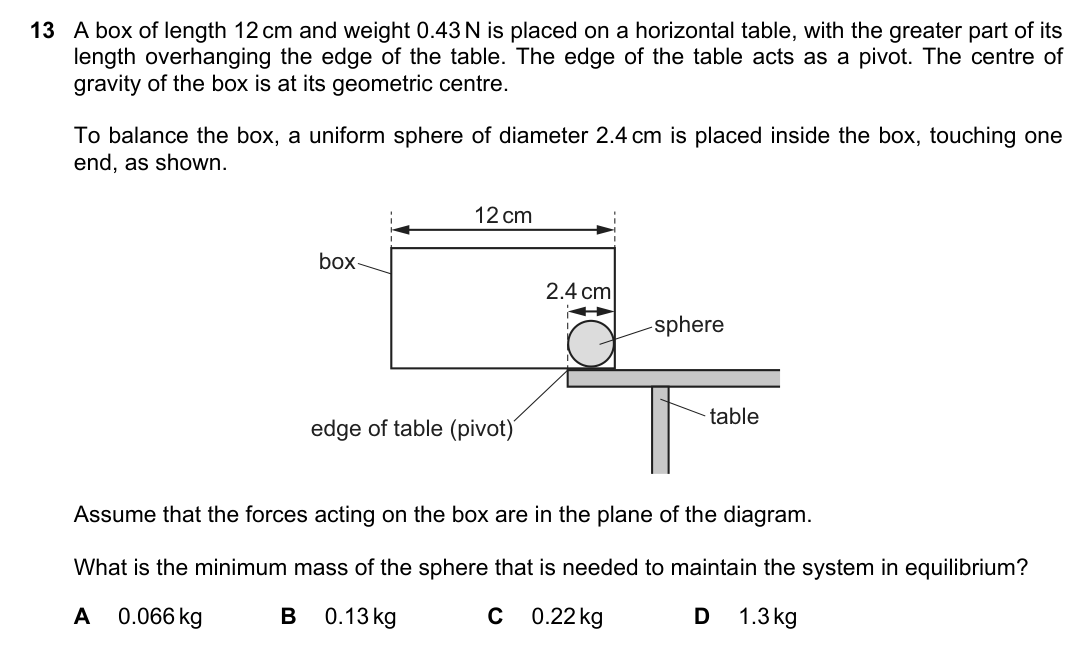 13 A box of length 12 cm and weight 0.43 N is placed on a horizontal table, with the greater part of its
length overhanging the edge of the table. The edge of the table acts as a pivot. The centre of
gravity of the box is at its geometric centre.
To balance the box, a uniform sphere of diameter 2.4 cm is placed inside the box, touching one
end, as shown.
12 cm
box
2.4 cm
sphere
table
edge of table (pivot)
Assume that the forces acting on the box are in the plane of the diagram.
What is the minimum mass of the sphere that is needed to maintain the system in equilibrium?
A 0.066 kg B 0.13 kg C 0.22 kg D 1.3 kg